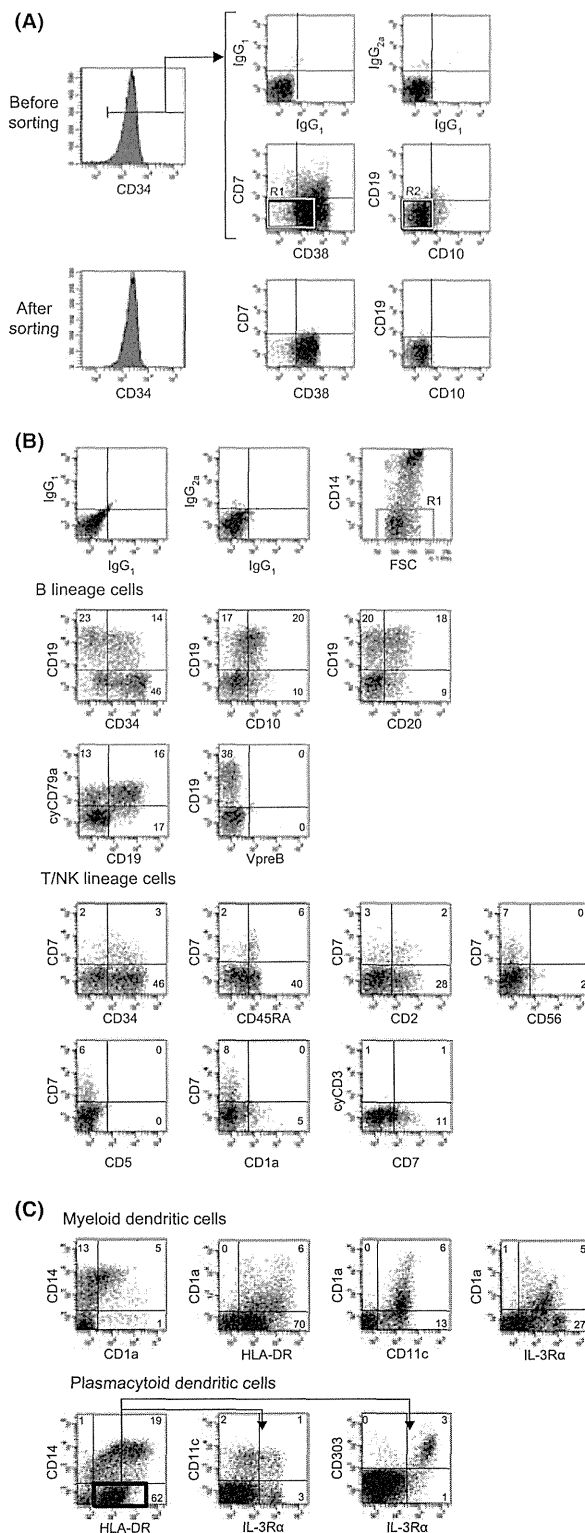 (A)
Before sorting
CD34
IgG1
IgG1
IgG2a
IgG1
CD7
R1
CD38
CD19
R2
CD10
After sorting
CD34
CD7
CD38
CD19
CD10
(B)
IgG1
IgG1
IgG2a
IgG1
CD14
R1
FSC
B lineage cells
CD19
23 14
46
CD34
CD19
17 20
10
CD10
CD19
20 18
9
CD20
cyCD79a
13 16
17
CD19
CD19
36 0
0
VpreB
T/NK lineage cells
CD7
2 3
46
CD34
CD7
2 6
40
CD45RA
CD7
3 2
28
CD2
CD7
7 0
2
CD56
CD7
6 0
0
CD5
CD7
8 0
5
CD1a
cyCD3
1 1
11
CD7
(C)
Myeloid dendritic cells
CD14
13 5
1
CD1a
CD1a
0 6
70
HLA-DR
CD1a
0 6
13
CD11c
CD1a
1 5
27
IL-3Rα
Plasmacytoid dendritic cells
CD14
1 19
62
HLA-DR
CD11c
2 1
3
IL-3Rα
CD303
0 3
1
IL-3Rα